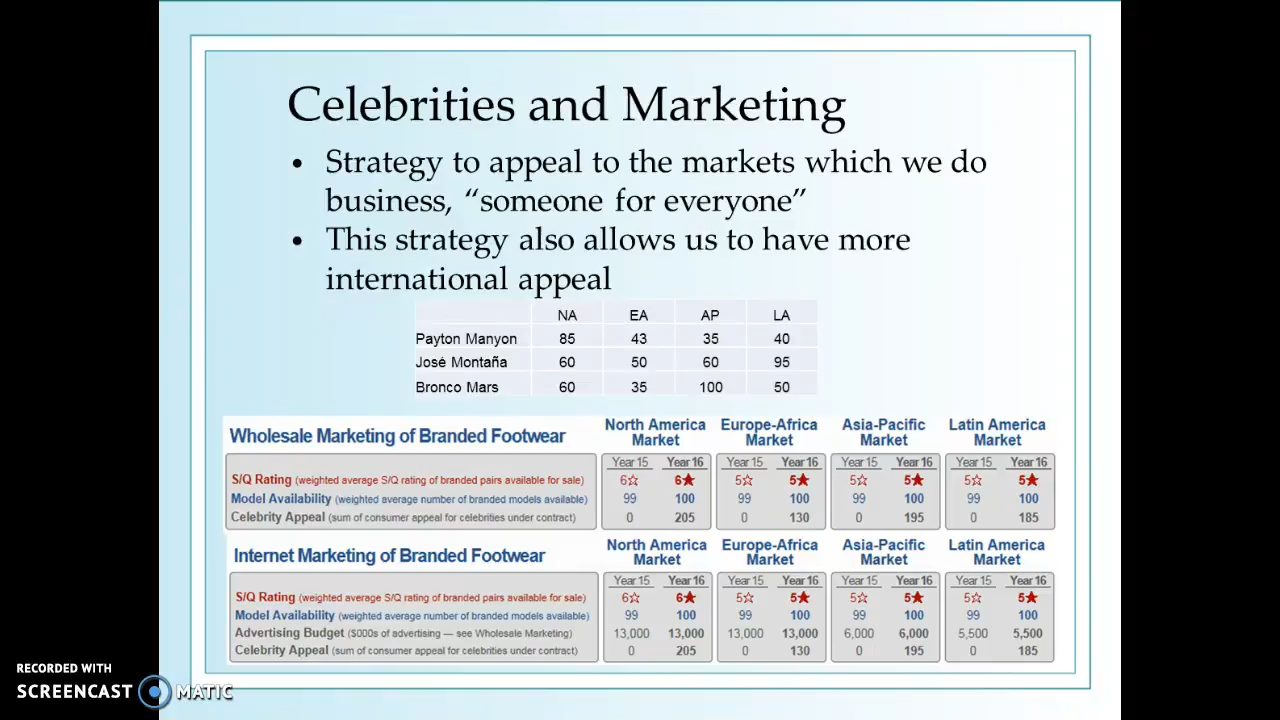 Celebrities and Marketing
• Strategy to appeal to the markets which we do
business, “someone for everyone”
• This strategy also allows us to have more
international appeal
NA EA AP LA
Payton Manyon 85 43 35 40
José Montaña 60 50 60 95
Bronco Mars 60 35 100 50
Wholesale Marketing of Branded Footwear North America Market Europe-Africa Market Asia-Pacific Market Latin America Market
Year 15 Year 16 Year 15 Year 16 Year 15 Year 16 Year 15 Year 16
S/Q Rating (weighted average S/Q rating of branded pairs available for sale) 6☆ 6★ 5☆ 5★ 5☆ 5★ 5☆ 5★
Model Availability (weighted average number of branded models available) 99 100 99 100 99 100 99 100
Celebrity Appeal (sum of consumer appeal for celebrities under contract) 0 205 0 130 0 195 0 185
Internet Marketing of Branded Footwear North America Market Europe-Africa Market Asia-Pacific Market Latin America Market
Year 15 Year 16 Year 15 Year 16 Year 15 Year 16 Year 15 Year 16
S/Q Rating (weighted average S/Q rating of branded pairs available for sale) 6☆ 6★ 5☆ 5★ 5☆ 5★ 5☆ 5★
Model Availability (weighted average number of branded models available) 99 100 99 100 99 100 99 100
Advertising Budget ($000s of advertising — see Wholesale Marketing) 13,000 13,000 13,000 13,000 6,000 6,000 5,500 5,500
Celebrity Appeal (sum of consumer appeal for celebrities under contract) 0 205 0 130 0 195 0 185
RECORDED WITH
SCREENCAST MATIC